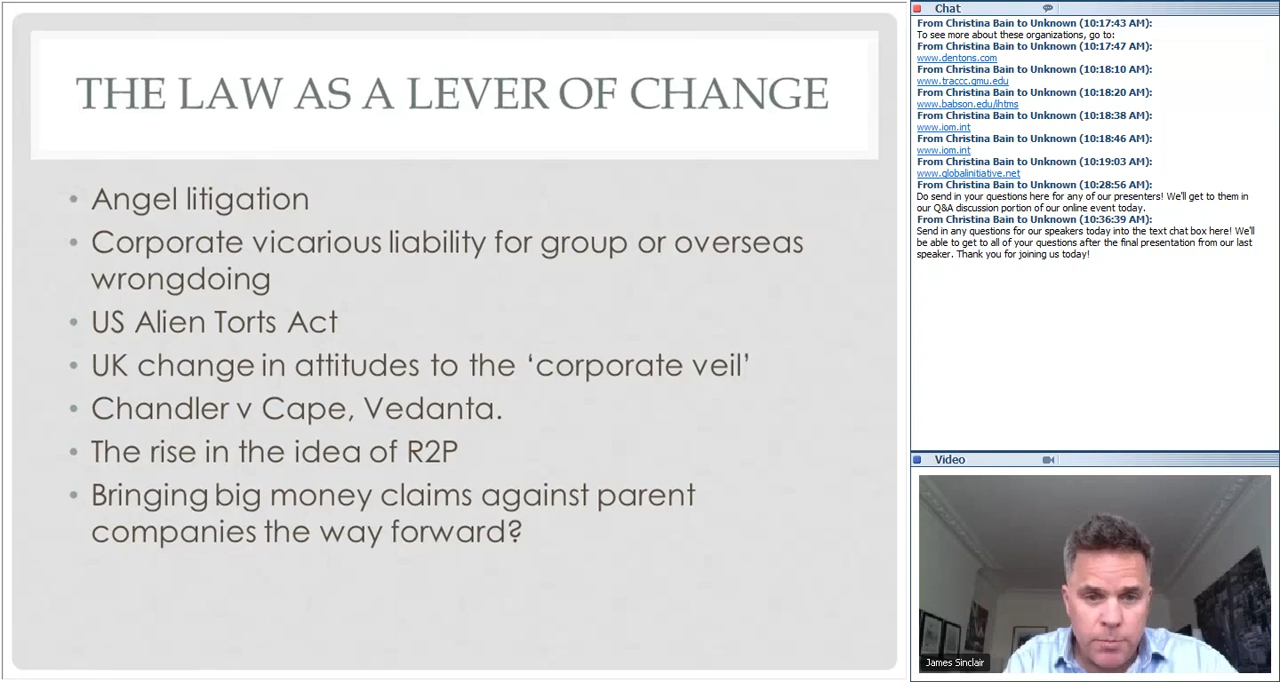 THE LAW AS A LEVER OF CHANGE
• Angel litigation
• Corporate vicarious liability for group or overseas
wrongdoing
• US Alien Torts Act
• UK change in attitudes to the ‘corporate veil’
• Chandler v Cape, Vedanta.
• The rise in the idea of R2P
• Bringing big money claims against parent
companies the way forward?
Chat
From Christina Bain to Unknown (10:17:43 AM):
To see more about these organizations, go to:
From Christina Bain to Unknown (10:17:47 AM):
www.dentons.com
From Christina Bain to Unknown (10:18:10 AM):
www.traccc.gmu.edu
From Christina Bain to Unknown (10:18:20 AM):
www.babson.edu/ihtms
From Christina Bain to Unknown (10:18:38 AM):
www.iom.int
From Christina Bain to Unknown (10:18:46 AM):
www.iom.int
From Christina Bain to Unknown (10:19:03 AM):
www.globalinitiative.net
From Christina Bain to Unknown (10:28:56 AM):
Do send in your questions here for any of our presenters! We'll get to them in
our Q&A discussion portion of our online event today.
From Christina Bain to Unknown (10:36:39 AM):
Send in any questions for our speakers today into the text chat box here! We'll
be able to get to all of your questions after the final presentation from our last
speaker. Thank you for joining us today!
Video
James Sinclair